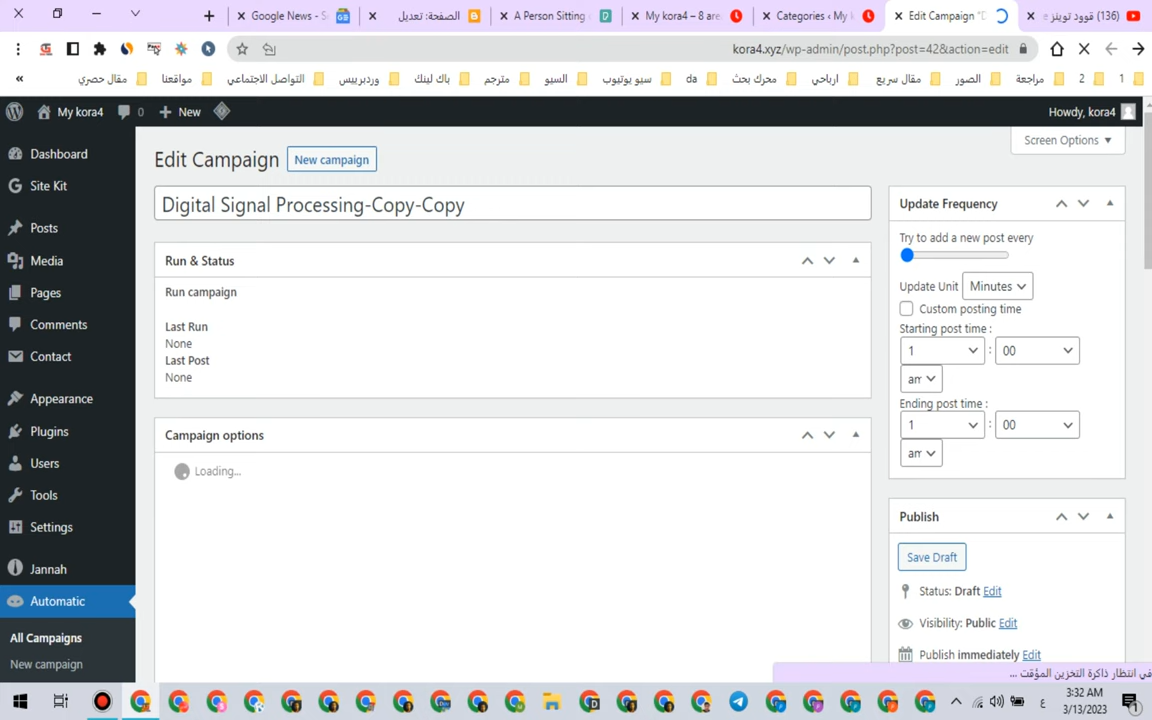 Google News - S
الصفحة: تعديل
A Person Sitting
My kora4 – 8 are
Categories ‹ My
Edit Campaign "D
(136) قوود توينز
kora4.xyz/wp-admin/post.php?post=42&action=edit
«
مقال حصري
مواقعنا
التواصل الاجتماعي
وردبرييس
باك لينك
مترجم
السيو
سيو يوتيوب
da
محرك بحث
ارباحي
مقال سريع
الصور
مراجعة
2
1
My kora4
0
New
Howdy, kora4
Screen Options
Dashboard
Site Kit
Posts
Media
Pages
Comments
Contact
Appearance
Plugins
Users
Tools
Settings
Jannah
Automatic
All Campaigns
New campaign
Edit Campaign
New campaign
Digital Signal Processing-Copy-Copy
Run & Status
Run campaign
Last Run
None
Last Post
None
Campaign options
Loading...
Update Frequency
Try to add a new post every
Update Unit Minutes
Custom posting time
Starting post time :
1 : 00
am
Ending post time :
1 : 00
am
Publish
Save Draft
Status: Draft Edit
Visibility: Public Edit
Publish immediately Edit
في انتظار ذاكرة التخزين المؤقت ...
ع
3:32 AM
3/13/2023
1